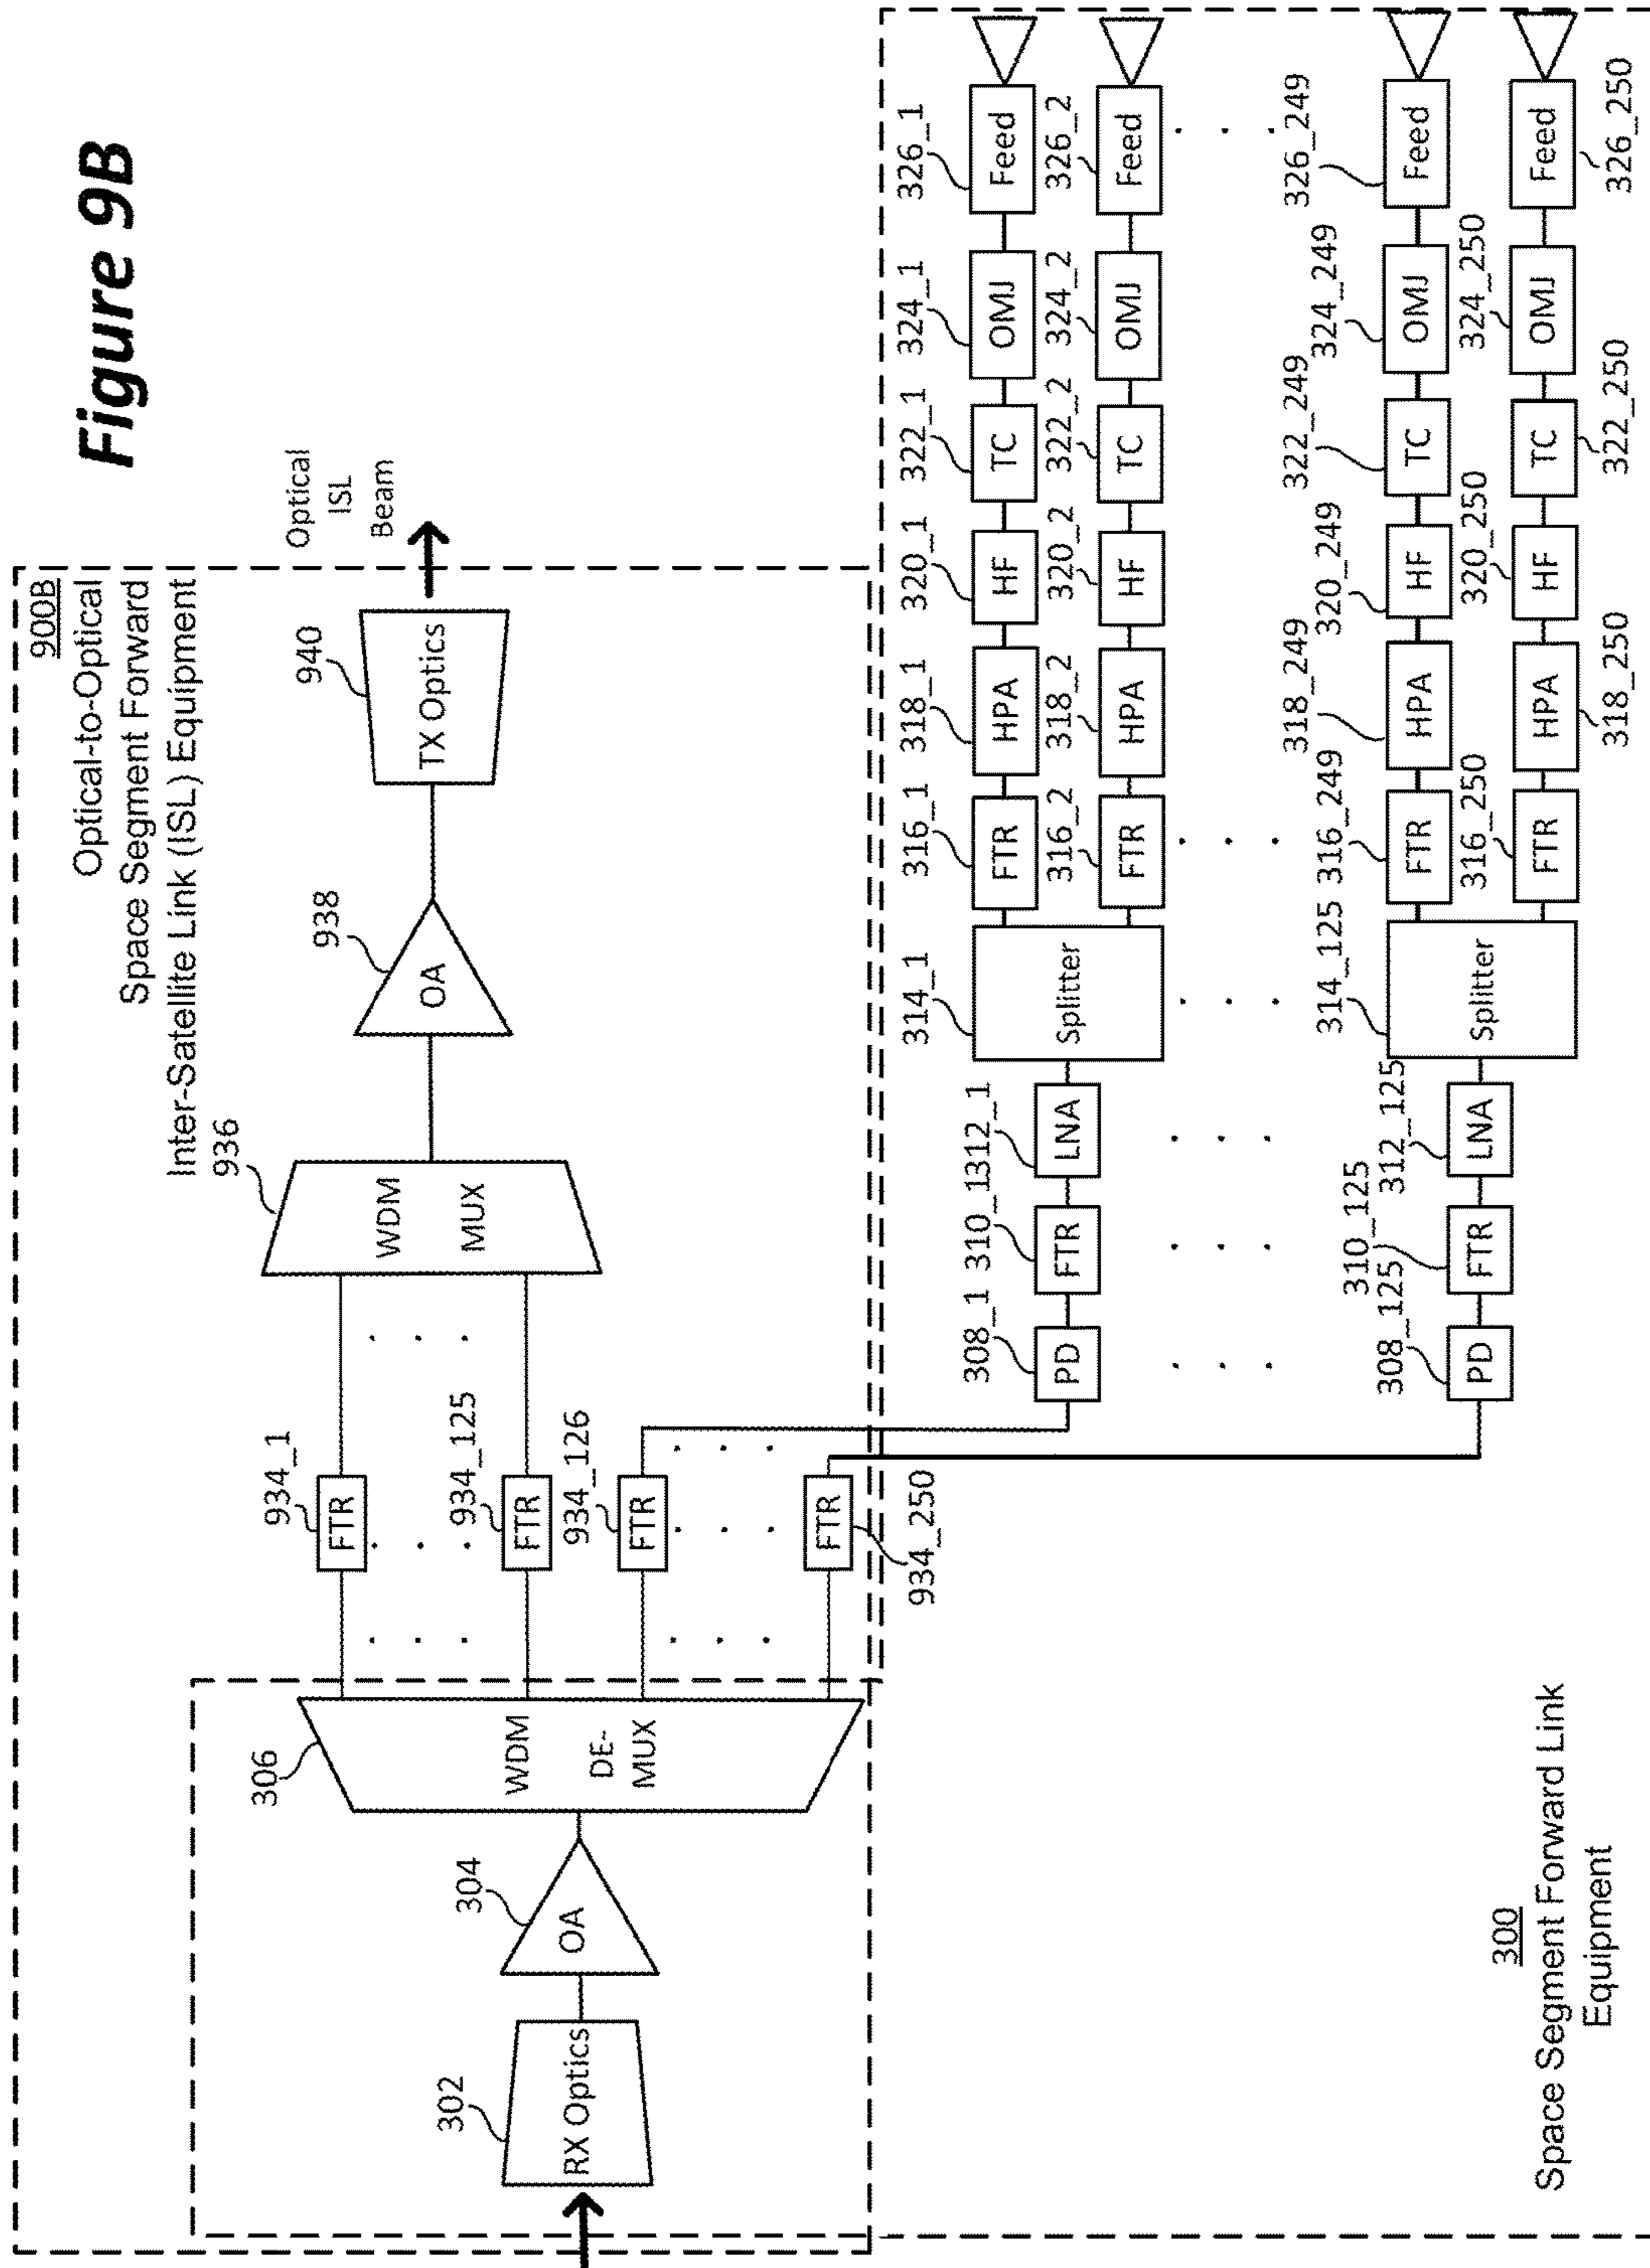 Figure 9B
900B
Optical-to-Optical
Space Segment Forward
Inter-Satellite Link (ISL) Equipment
Optical
ISL
Beam
302
RX Optics
304
OA
306
WDM
DE-
MUX
934_1
FTR
934_125
FTR
934_126
FTR
934_250
FTR
936
WDM
MUX
938
OA
940
TX Optics
308_1
PD
310_1
FTR
312_1
LNA
314_1
Splitter
316_1
FTR
318_1
HPA
320_1
HF
322_1
TC
324_1
OMJ
326_1
Feed
316_2
FTR
318_2
HPA
320_2
HF
322_2
TC
324_2
OMJ
326_2
Feed
308_125
PD
310_125
FTR
312_125
LNA
314_125
Splitter
316_249
FTR
318_249
HPA
320_249
HF
322_249
TC
324_249
OMJ
326_249
Feed
316_250
FTR
318_250
HPA
320_250
HF
322_250
TC
324_250
OMJ
326_250
Feed
300
Space Segment Forward Link
Equipment